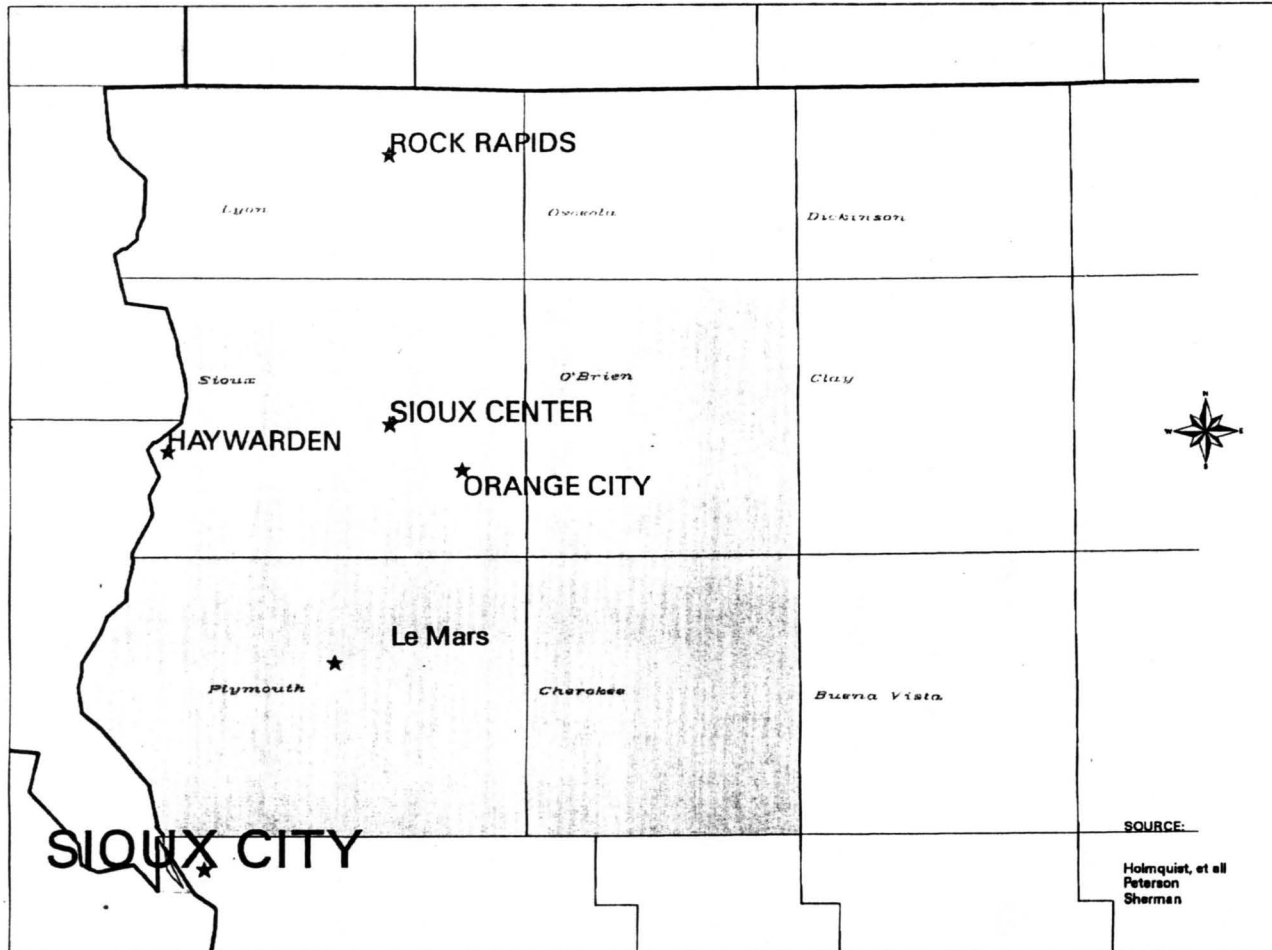 ROCK RAPIDS
Lyon
Osceola
Dickinson
Sioux
O'Brien
Clay
SIOUX CENTER
HAYWARDEN
ORANGE CITY
N
W E
S
Le Mars
Plymouth
Cherokee
Buena Vista
SIOUX CITY
SOURCE:
Holmquist, et all
Peterson
Sherman